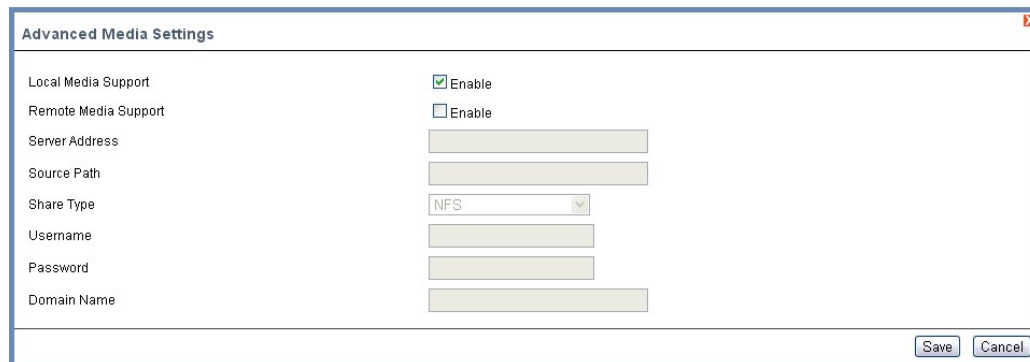 Advanced Media Settings
Local Media Support Enable
Remote Media Support Enable
Server Address
Source Path
Share Type NFS
Username
Password
Domain Name
Save Cancel